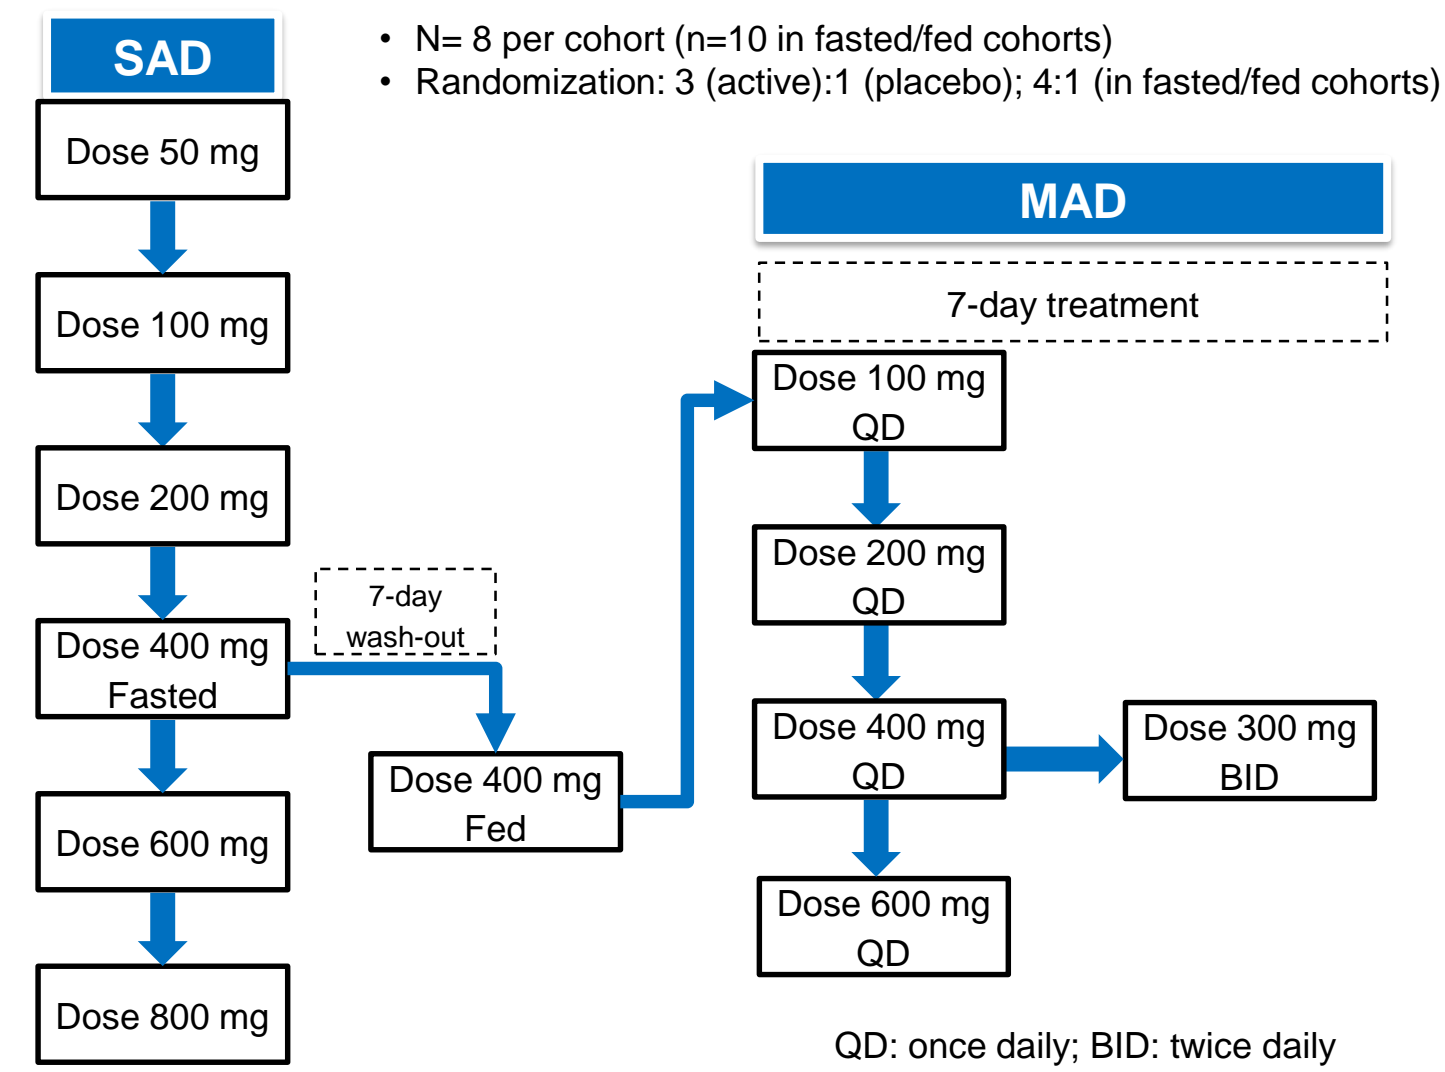 SAD
• N= 8 per cohort (n=10 in fasted/fed cohorts)
• Randomization: 3 (active):1 (placebo); 4:1 (in fasted/fed cohorts)
Dose 50 mg
Dose 100 mg
Dose 200 mg
Dose 400 mg
Fasted
Dose 600 mg
Dose 800 mg
7-day
wash-out
Dose 400 mg
Fed
MAD
7-day treatment
Dose 100 mg
QD
Dose 200 mg
QD
Dose 400 mg
QD
Dose 300 mg
BID
Dose 600 mg
QD
QD: once daily; BID: twice daily